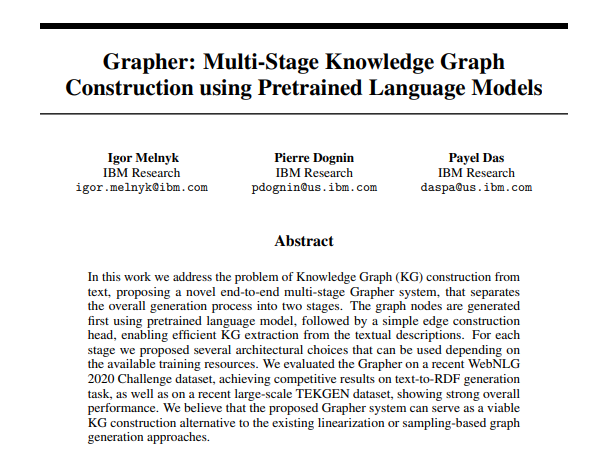 Grapher: Multi-Stage Knowledge Graph
Construction using Pretrained Language Models
Igor Melnyk Pierre Dognin Payel Das
IBM Research IBM Research IBM Research
igor.melnyk@ibm.com pdognin@us.ibm.com daspa@us.ibm.com
Abstract
In this work we address the problem of Knowledge Graph (KG) construction from
text, proposing a novel end-to-end multi-stage Grapher system, that separates
the overall generation process into two stages. The graph nodes are generated
first using pretrained language model, followed by a simple edge construction
head, enabling efficient KG extraction from the textual descriptions. For each
stage we proposed several architectural choices that can be used depending on
the available training resources. We evaluated the Grapher on a recent WebNLG
2020 Challenge dataset, achieving competitive results on text-to-RDF generation
task, as well as on a recent large-scale TEKGEN dataset, showing strong overall
performance. We believe that the proposed Grapher system can serve as a viable
KG construction alternative to the existing linearization or sampling-based graph
generation approaches.